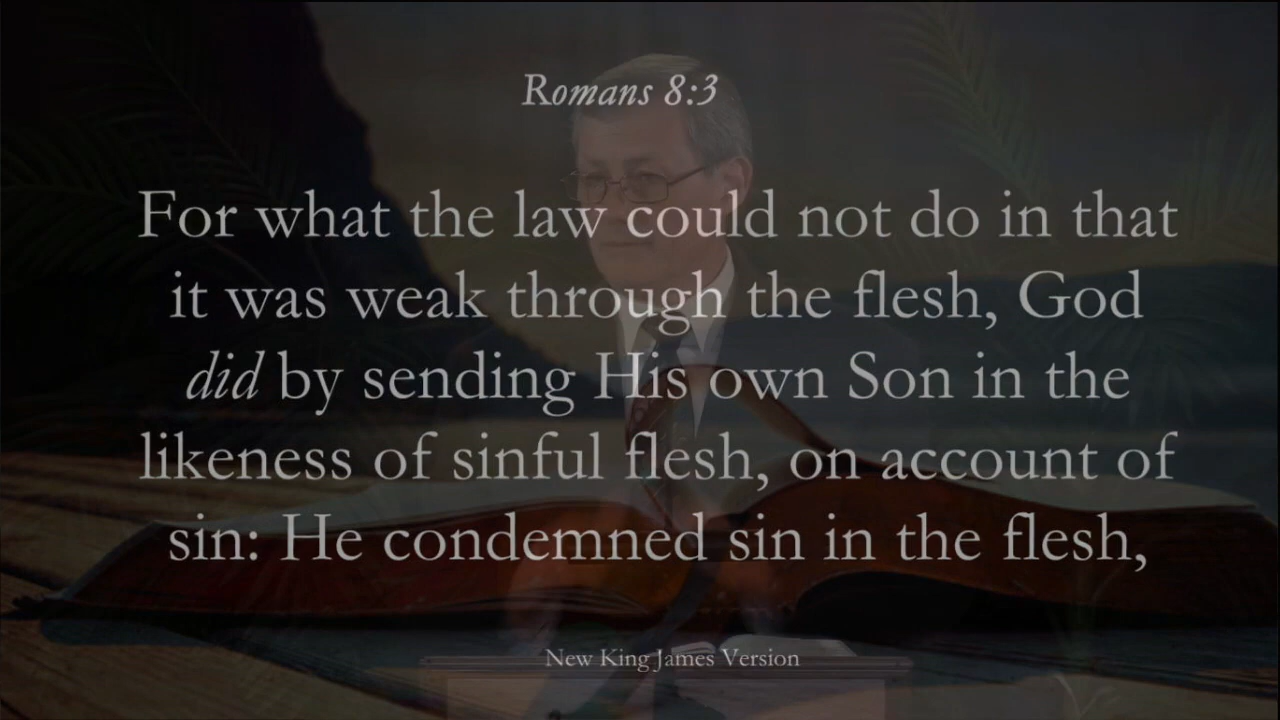 Romans 8:3
For what the law could not do in that
it was weak through the flesh, God
did by sending His own Son in the
likeness of sinful flesh, on account of
sin: He condemned sin in the flesh,
New King James Version